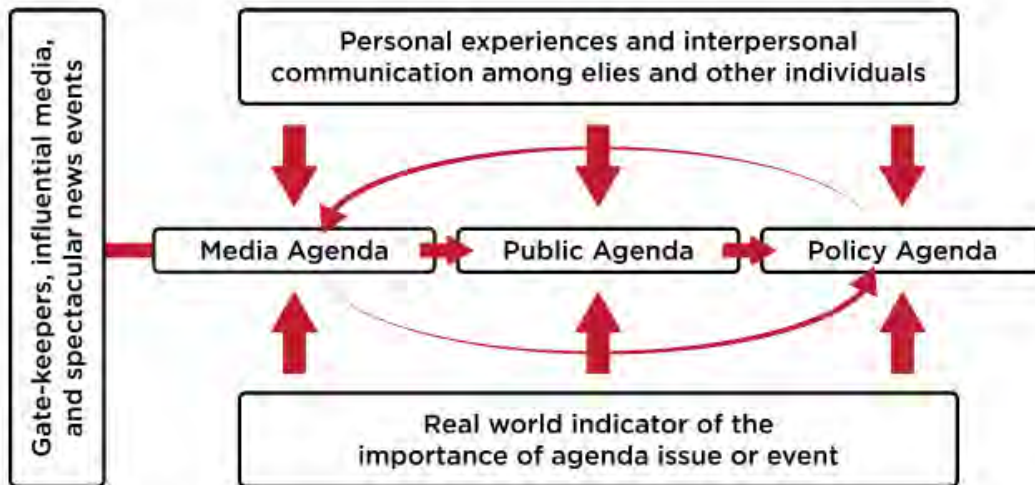 Gate-keepers, influential media,
and spectacular news events
Personal experiences and interpersonal
communication among elies and other individuals
Media Agenda
Public Agenda
Policy Agenda
Real world indicator of the
importance of agenda issue or event